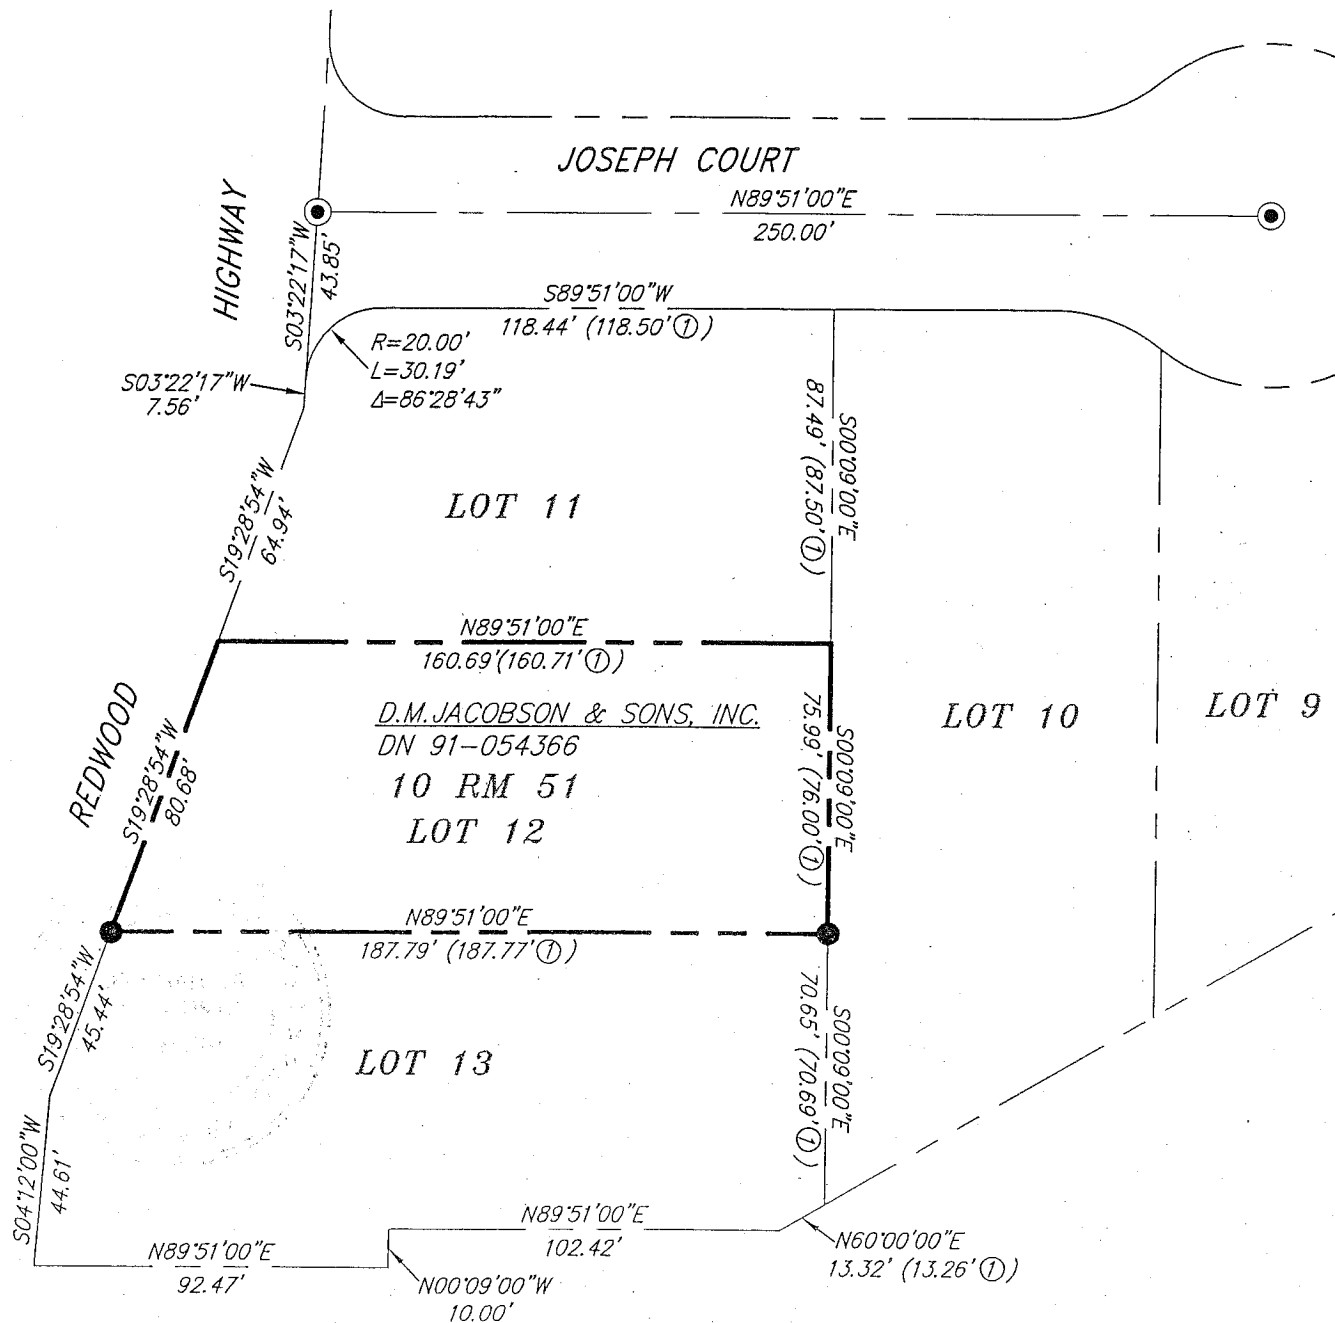 JOSEPH COURT
N89°51'00"E
250.00'
HIGHWAY
S03°22'17"W
43.85'
S89°51'00"W
118.44' (118.50'①)
R=20.00'
L=30.19'
Δ=86°28'43"
S03°22'17"W
7.56'
S00°09'00"E
87.49' (87.50'①)
LOT 11
S19°28'54"W
64.94'
N89°51'00"E
160.69'(160.71'①)
REDWOOD
S19°28'54"W
80.68'
D.M. JACOBSON & SONS, INC.
DN 91-054366
10 RM 51
LOT 12
S00°09'00"E
75.99' (76.00'①)
LOT 10
LOT 9
N89°51'00"E
187.79' (187.77'①)
S19°28'54"W
45.44'
LOT 13
S00°09'00"E
70.65' (70.69'①)
S04°12'00"W
44.61'
N89°51'00"E
102.42'
N60°00'00"E
13.32' (13.26'①)
N89°51'00"E
92.47'
N00°09'00"W
10.00'